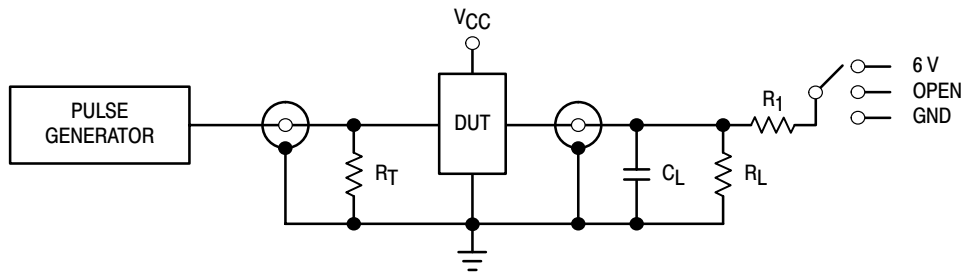 VCC
PULSE
GENERATOR
DUT
RT
CL
RL
R1
6 V
OPEN
GND